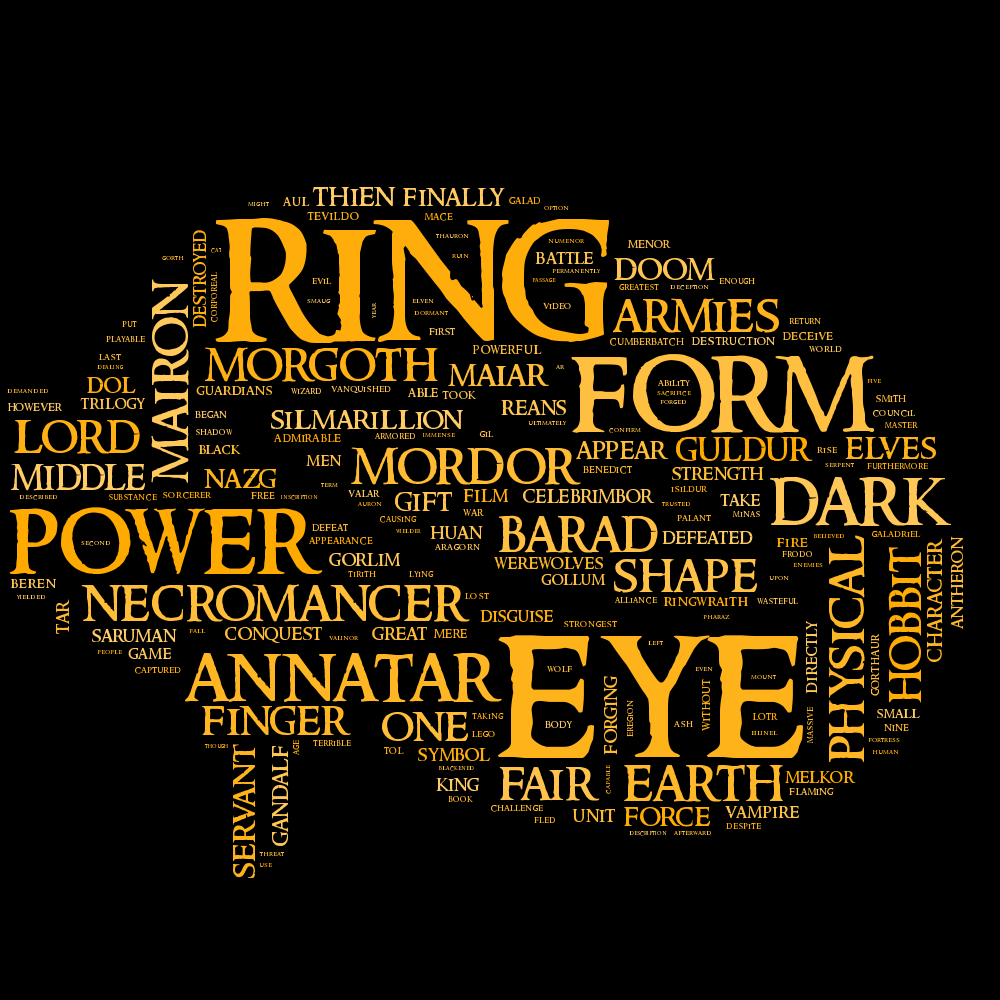 MIGHT
AUL
THIEN
FINALLY
GALAD
OPTION
TEVILDO
MACE
RING
THAURON
RUIN
NUMENOR
BATTLE
PERMANENTLY
PASSAGE
MENOR
DOOM
GREATEST
DECEPTION
ENOUGH
GORTH
CAT
DESTROYED
CORPOREAL
EVIL
SMAUG
YEAR
ELVEN
DORMANT
FIRST
VIDEO
ARMIES
RETURN
PUT
PLAYABLE
MAIRON
POWERFUL
CUMBERBATCH
DESTRUCTION
DECEIVE
WORLD
LAST
MORGOTH
MAIAR
AR
FORM
ABILITY
SACRIFICE
FORGED
FIVE
DOL
TRILOGY
GUARDIANS
WIZARD
VANQUISHED
ABLE
TOOK
SMITH
COUNCIL
MASTER
DEMANDED
HOWEVER
BEGAN
SILMARILLION
REANS
ULTIMATELY
CONFIRM
LORD
SHADOW
BLACK
ADMIRABLE
ARMORED
IMMENSE
GIL
APPEAR
GULDUR
RISE
ELVES
SERPENT
FURTHERMORE
MIDDLE
DESCRIBED
NAZG
MEN
MORDOR
BENEDICT
STRENGTH
ISILDUR
SUBSTANCE
SORCERER
FREE
INSCRIPTION
TERM
VALAR
AURON
GIFT
FILM
CELEBRIMBOR
TRUSTED
TAKE
MINAS
DARK
POWER
SECOND
DEFEAT
APPEARANCE
CAUSING
WIELDER
WAR
HUAN
ARAGORN
BARAD
PALANT
DEFEATED
FIRE
FRODO
BELIEVED
GALADRIEL
ENEMIES
BEREN
WIELDED
GORLIM
TIRITH
LYING
WEREWOLVES
GOLLUM
SHAPE
UPON
TAR
NECROMANCER
LOST
DISGUISE
ALLIANCE
RINGWRAITH
WASTEFUL
PHARAZ
PHYSICAL
HOBBIT
CHARACTER
ANTHERON
SARUMAN
FALL
CONQUEST
VALINOR
GREAT
MERE
STRONGEST
PEOPLE
GAME
CAPTURED
ANNATAR
EYE
WOLF
BODY
LEFT
EVEN
MOUNT
LOTR
DIRECTLY
GORTHAUR
FINGER
ONE
TAKING
LEGO
FORGING
EREGION
ASH
WITHOUT
MASSIVE
SMALL
NINE
FORTRESS
HUMAN
THOUGH
AGE
TERRIBLE
TOL
SYMBOL
BLACKENED
SERVANT
GANDALF
KING
BOOK
FAIR
CAPABLE
EARTH
MELKOR
FLAMING
CHALLENGE
FLED
UNIT
FORCE
VAMPIRE
DESPITE
AFTERWARD
THREAT
USE